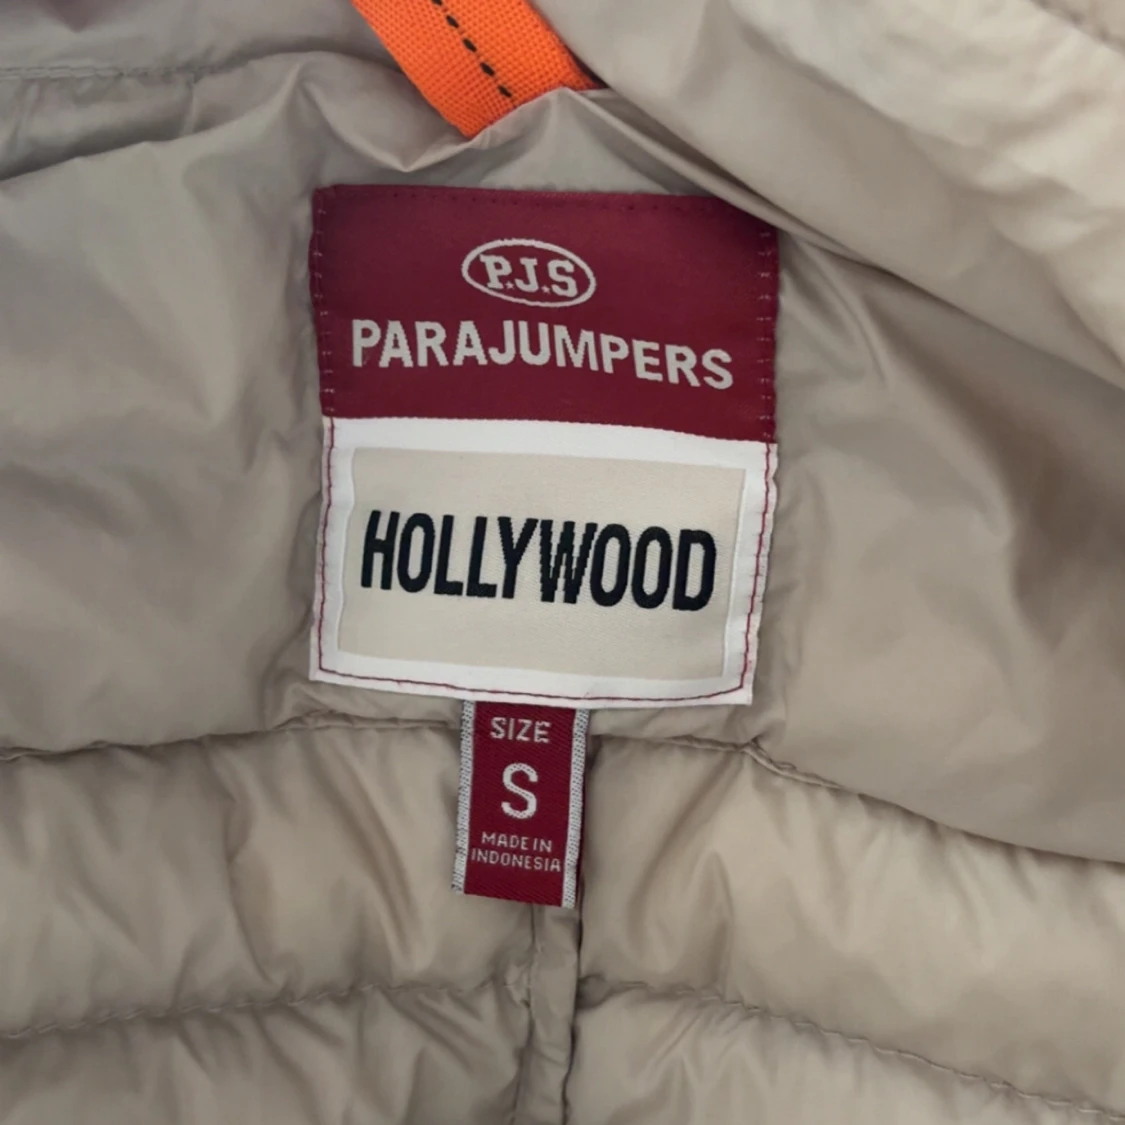 P.J.S
PARAJUMPERS
HOLLYWOOD
SIZE
S
MADE IN
INDONESIA